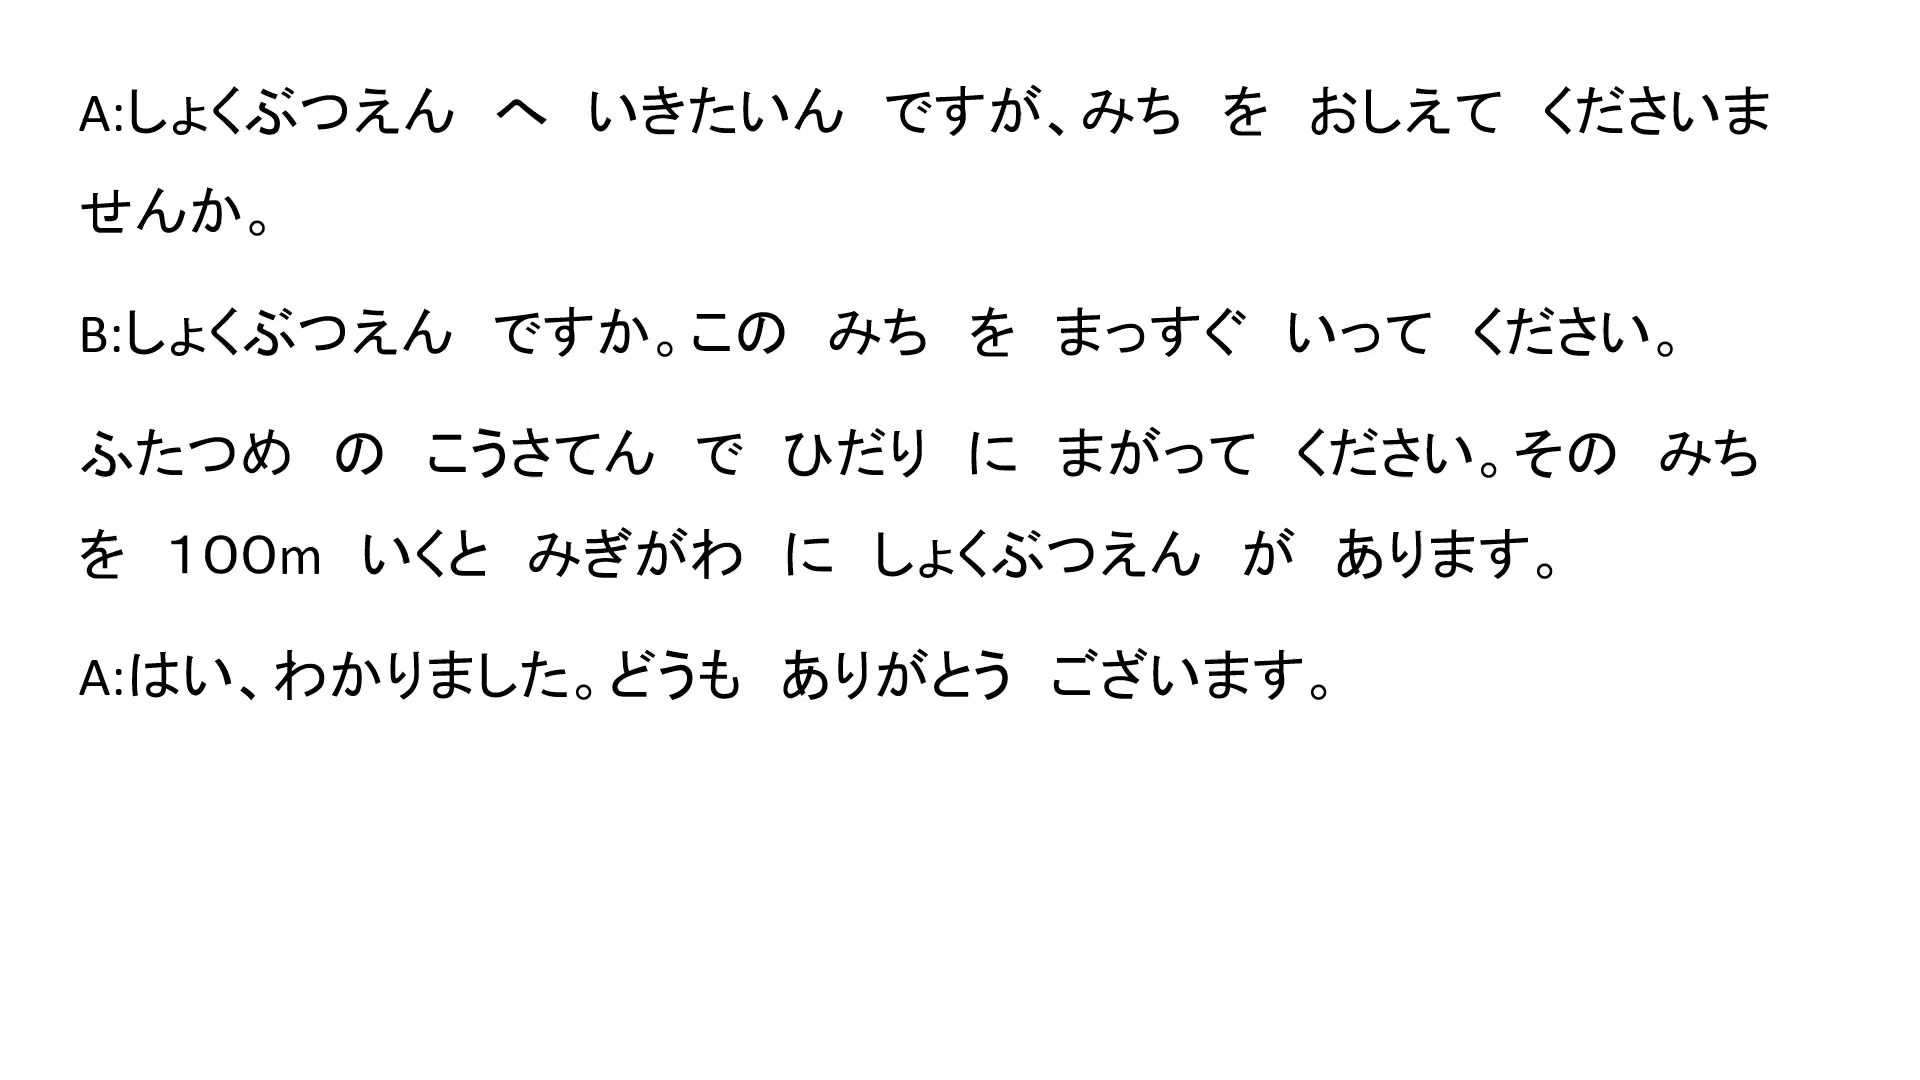 A:しょくぶつえん　へ　いきたいん　ですが、みち　を　おしえて　くださいま
せんか。
B:しょくぶつえん　ですか。この　みち　を　まっすぐ　いって　ください。
ふたつめ　の　こうさてん　で　ひだり　に　まがって　ください。その　みち
を　１００ｍ　いくと　みぎがわ　に　しょくぶつえん　が　あります。
A:はい、わかりました。どうも　ありがとう　ございます。